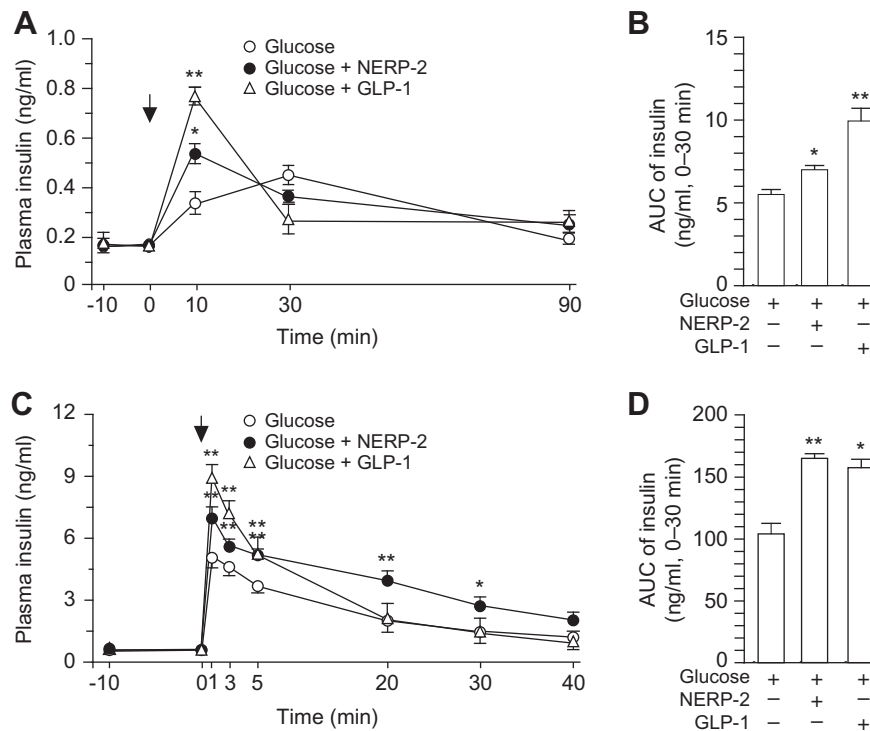 A
Plasma insulin (ng/ml)
1.0
0.8
0.6
0.4
0.2
0
Glucose
Glucose + NERP-2
Glucose + GLP-1
**
*
-10 0 10 30 90
Time (min)
B
AUC of insulin
(ng/ml, 0–30 min)
15
10
5
0
*
**
Glucose + + +
NERP-2 – + –
GLP-1 – – +
C
Plasma insulin (ng/ml)
12
9
6
3
0
Glucose
Glucose + NERP-2
Glucose + GLP-1
**
**
**
**
**
**
**
*
-10 0 1 3 5 20 30 40
Time (min)
D
AUC of insulin
(ng/ml, 0–30 min)
200
150
100
50
0
**
*
Glucose + + +
NERP-2 – + –
GLP-1 – – +